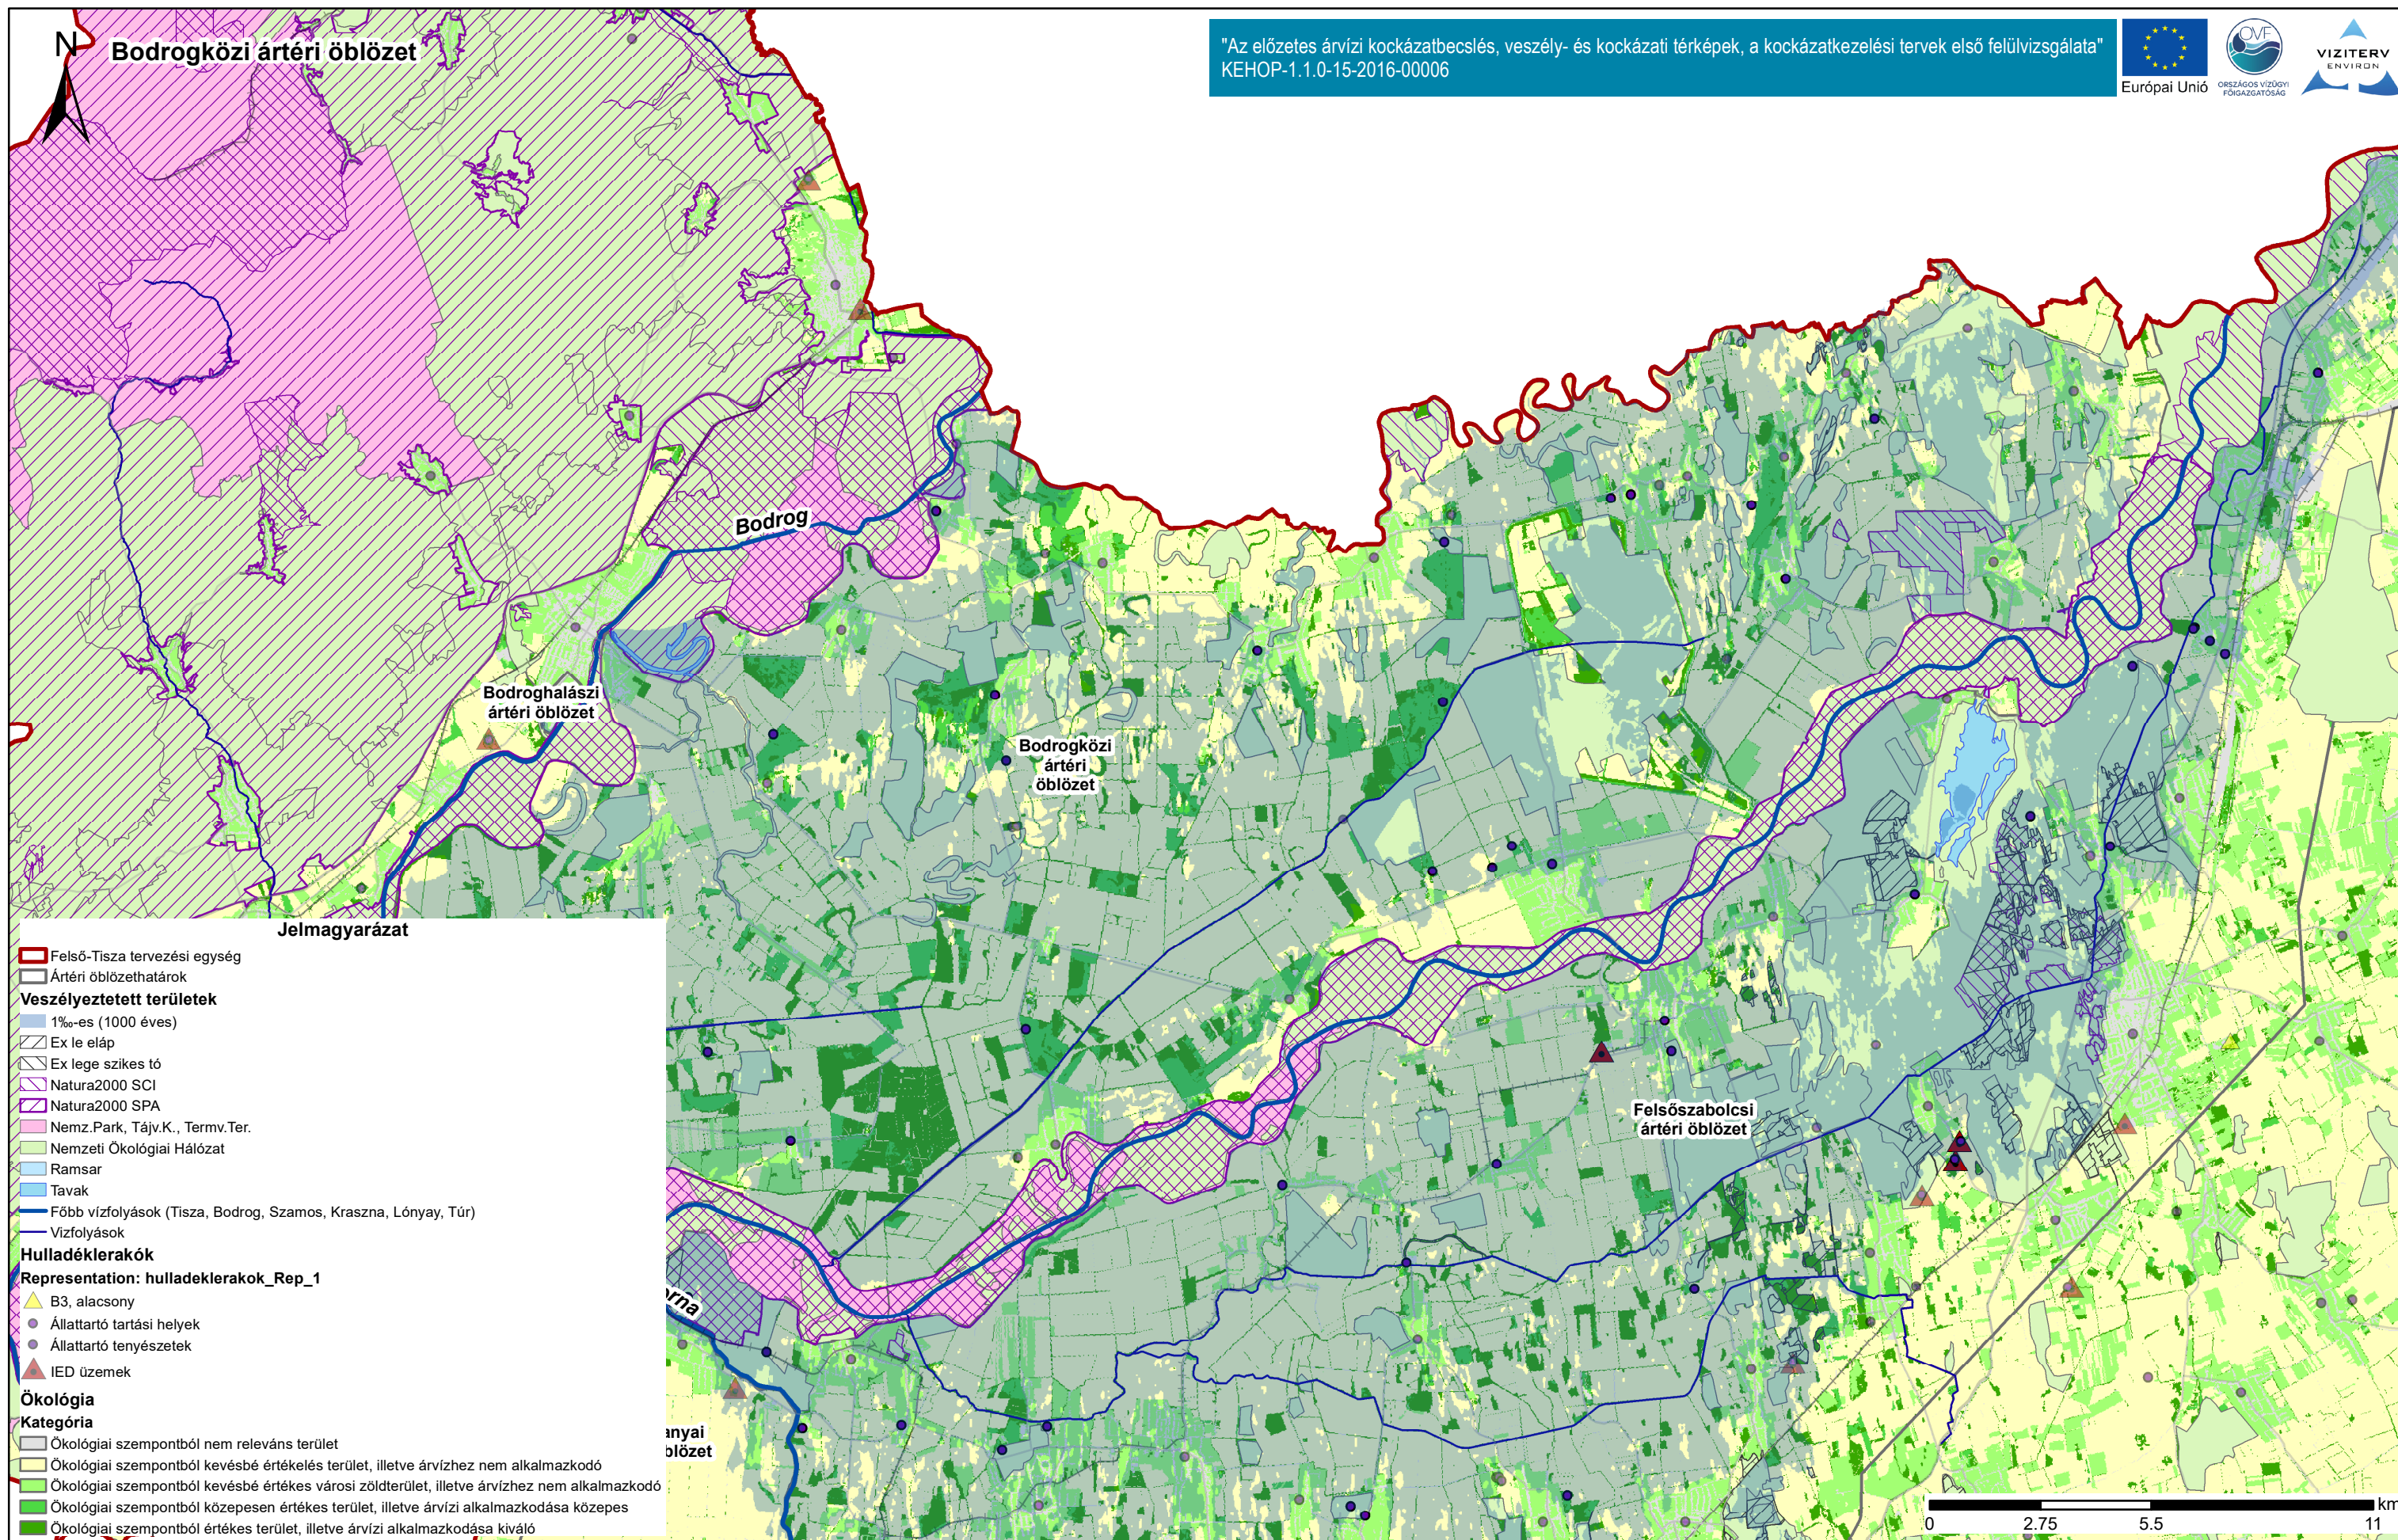 N
Bodrogközi ártéri öblözet
"Az előzetes árvízi kockázatbecslés, veszély- és kockázati térképek, a kockázatkezelési tervek első felülvizsgálata"
KEHOP-1.1.0-15-2016-00006
Európai Unió
OVF
ORSZÁGOS VÍZÜGYI
FŐIGAZGATÓSÁG
VIZITERV
ENVIRON
Bodrog
Bodroghalászi
ártéri öblözet
Bodrogközi
ártéri
öblözet
Felsőszabolcsi
ártéri öblözet
orna
anyai
blözet
Jelmagyarázat
Felső-Tisza tervezési egység
Ártéri öblözethatárok
Veszélyeztetett területek
1‰-es (1000 éves)
Ex le eláp
Ex lege szikes tó
Natura2000 SCI
Natura2000 SPA
Nemz.Park, Tájv.K., Termv.Ter.
Nemzeti Ökológiai Hálózat
Ramsar
Tavak
Főbb vízfolyások (Tisza, Bodrog, Szamos, Kraszna, Lónyay, Túr)
Vizfolyások
Hulladéklerakók
Representation: hulladeklerakok_Rep_1
B3, alacsony
Állattartó tartási helyek
Állattartó tenyészetek
IED üzemek
Ökológia
Kategória
Ökológiai szempontból nem releváns terület
Ökológiai szempontból kevésbé értékelés terület, illetve árvízhez nem alkalmazkodó
Ökológiai szempontból kevésbé értékes városi zöldterület, illetve árvízhez nem alkalmazkodó
Ökológiai szempontból közepesen értékes terület, illetve árvízi alkalmazkodása közepes
Ökológiai szempontból értékes terület, illetve árvízi alkalmazkodása kiváló
km
0 2.75 5.5 11